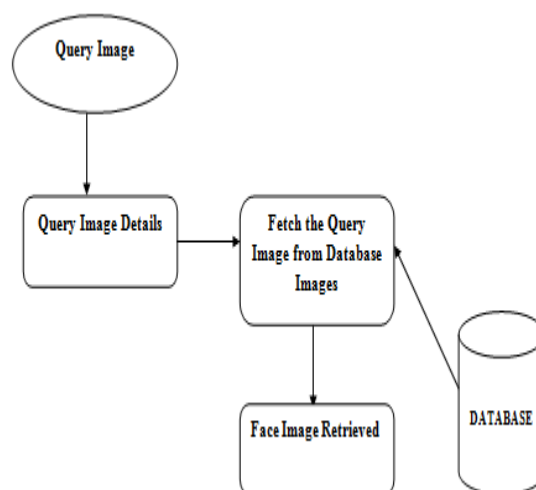 Query Image
Query Image Details
Fetch the Query
Image from Database
Images
Face Image Retrieved
DATABASE